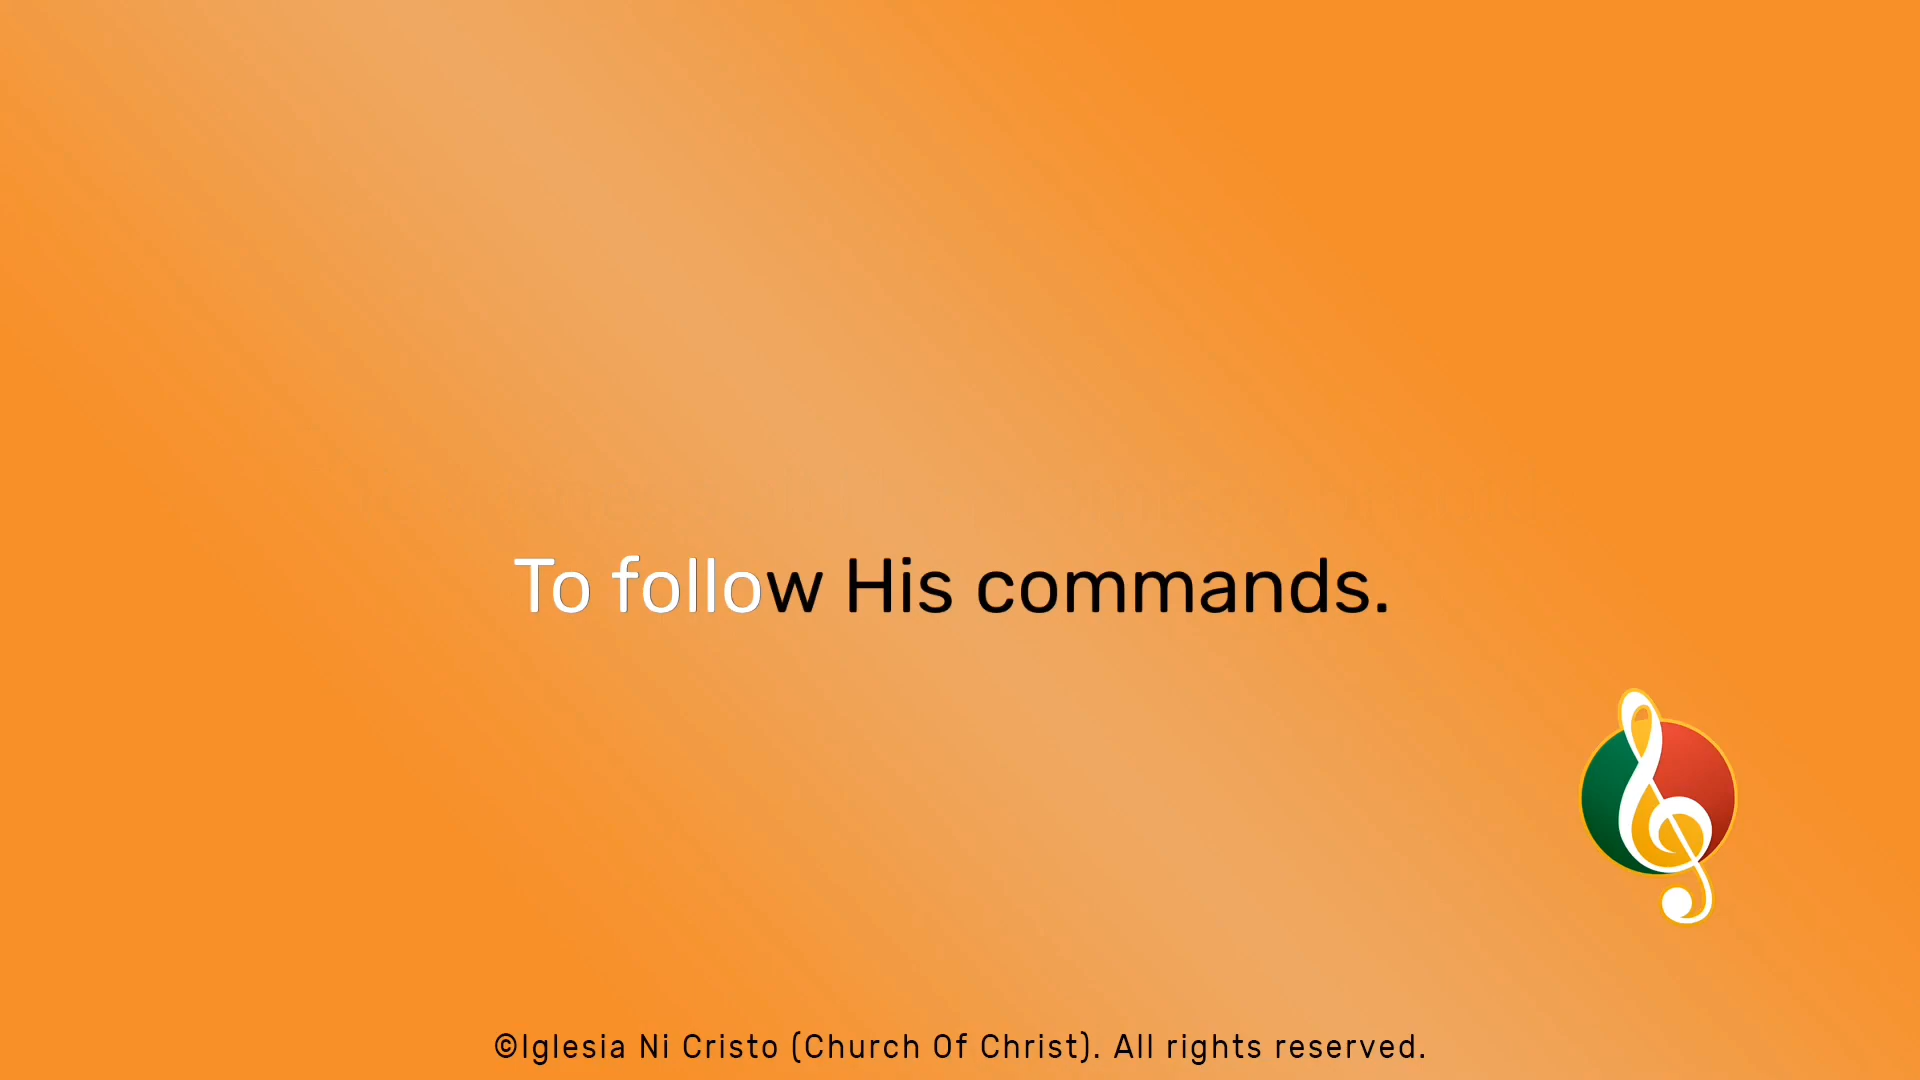 To follow His commands.
©Iglesia Ni Cristo (Church Of Christ). All rights reserved.